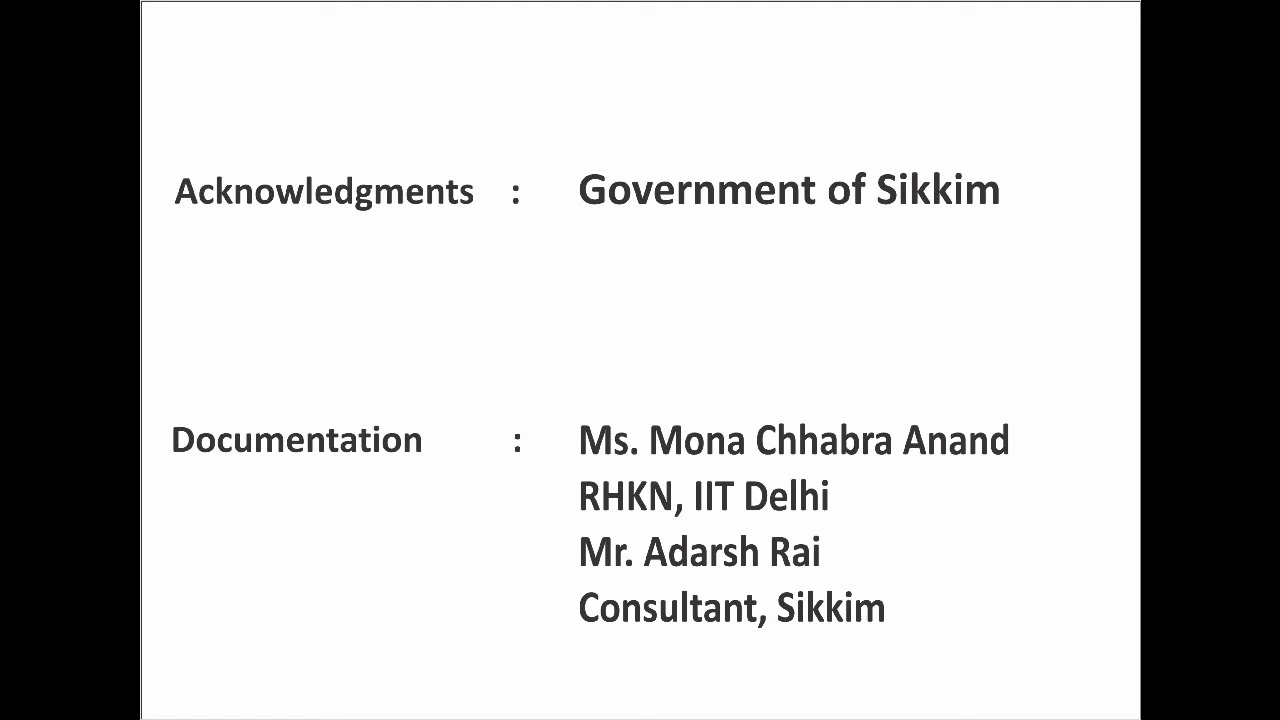 Acknowledgments : Government of Sikkim
Documentation : Ms. Mona Chhabra Anand
RHKN, IIT Delhi
Mr. Adarsh Rai
Consultant, Sikkim